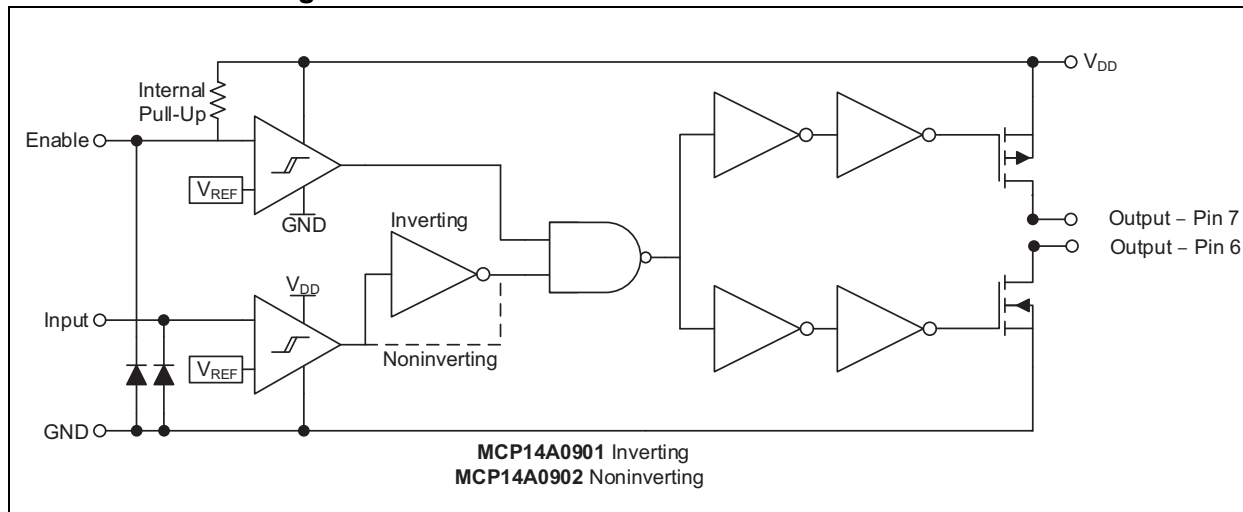 Internal
Pull-Up
V_DD
Enable
V_REF
GND
Inverting
Output – Pin 7
Output – Pin 6
V_DD
Input
Noninverting
V_REF
GND
MCP14A0901 Inverting
MCP14A0902 Noninverting